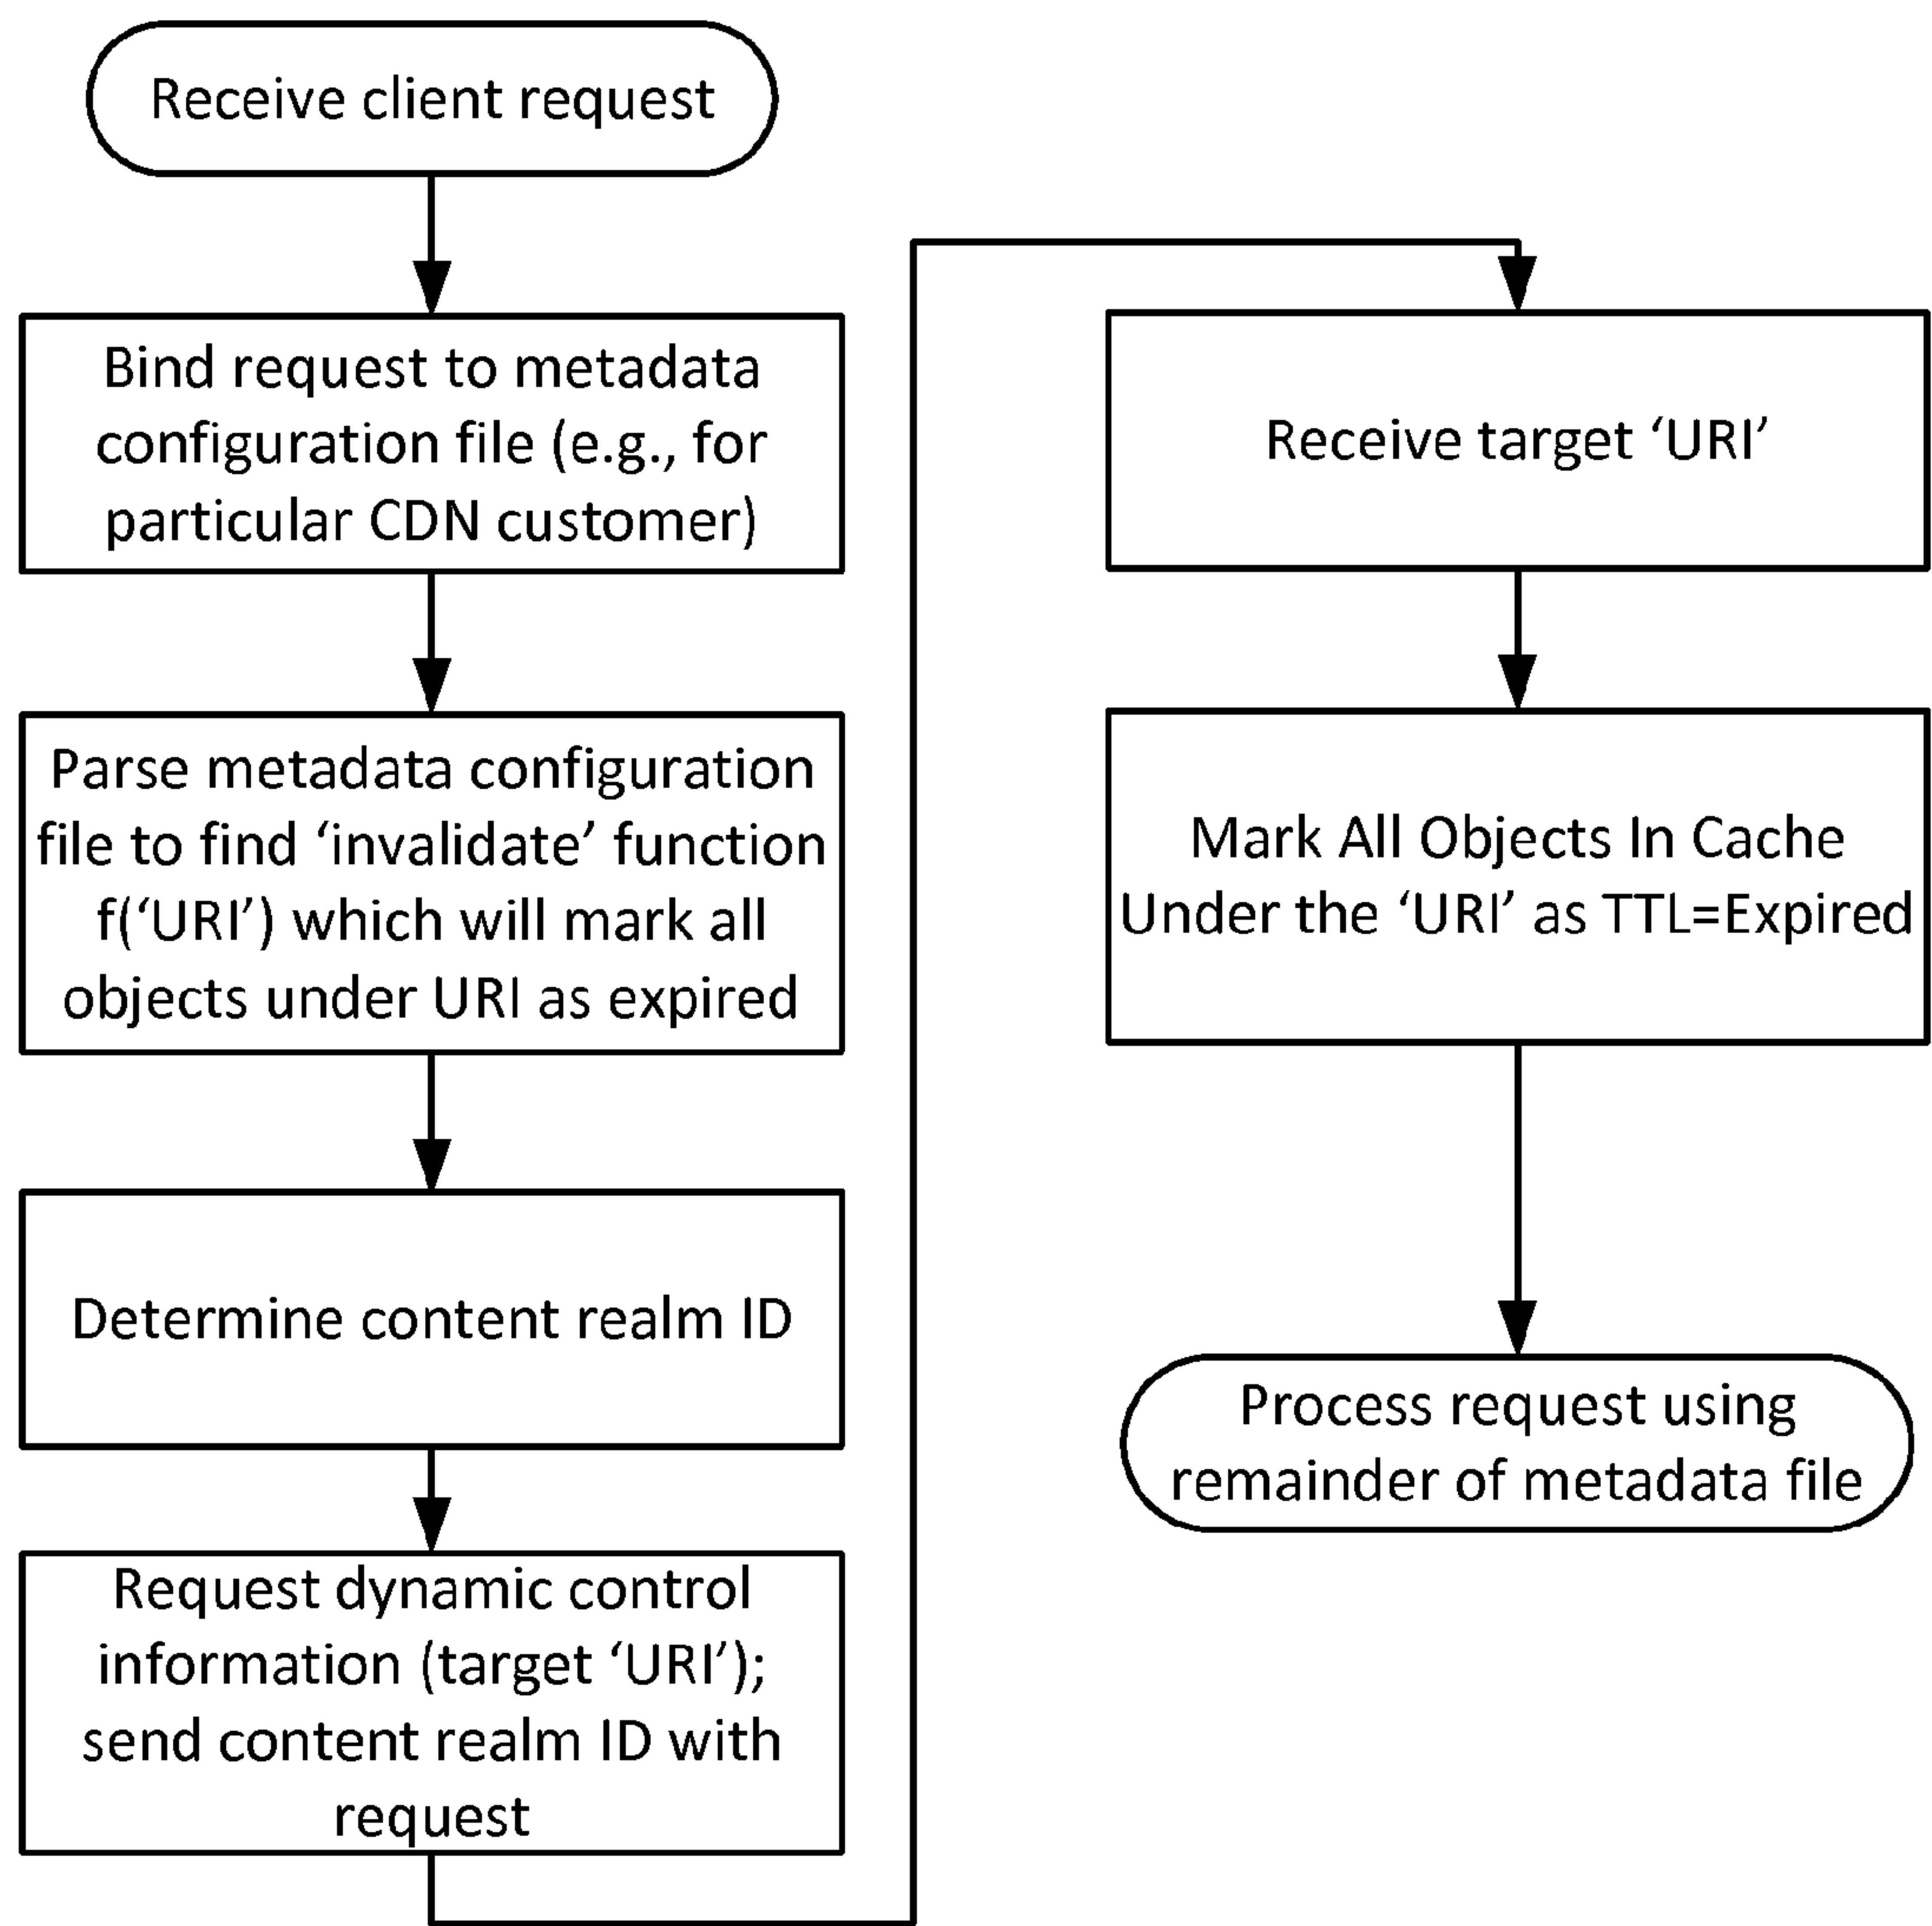 Receive client request
Bind request to metadata
configuration file (e.g., for
particular CDN customer)
Parse metadata configuration
file to find ‘invalidate’ function
f(‘URI’) which will mark all
objects under URI as expired
Determine content realm ID
Request dynamic control
information (target ‘URI’);
send content realm ID with
request
Receive target ‘URI’
Mark All Objects In Cache
Under the ‘URI’ as TTL=Expired
Process request using
remainder of metadata file